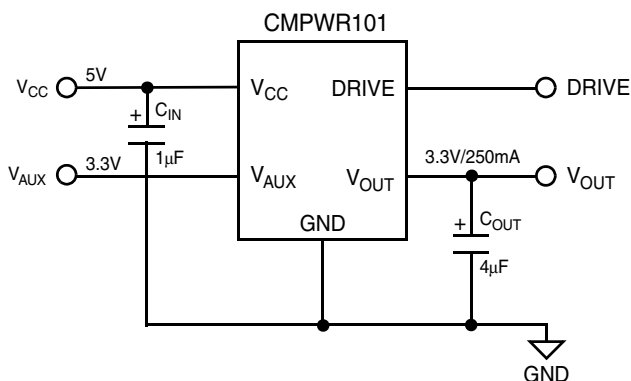 CMPWR101
VCC
5V
VCC
DRIVE
DRIVE
+
CIN
1µF
VAUX
3.3V
VAUX
VOUT
3.3V/250mA
VOUT
GND
+
COUT
4µF
GND